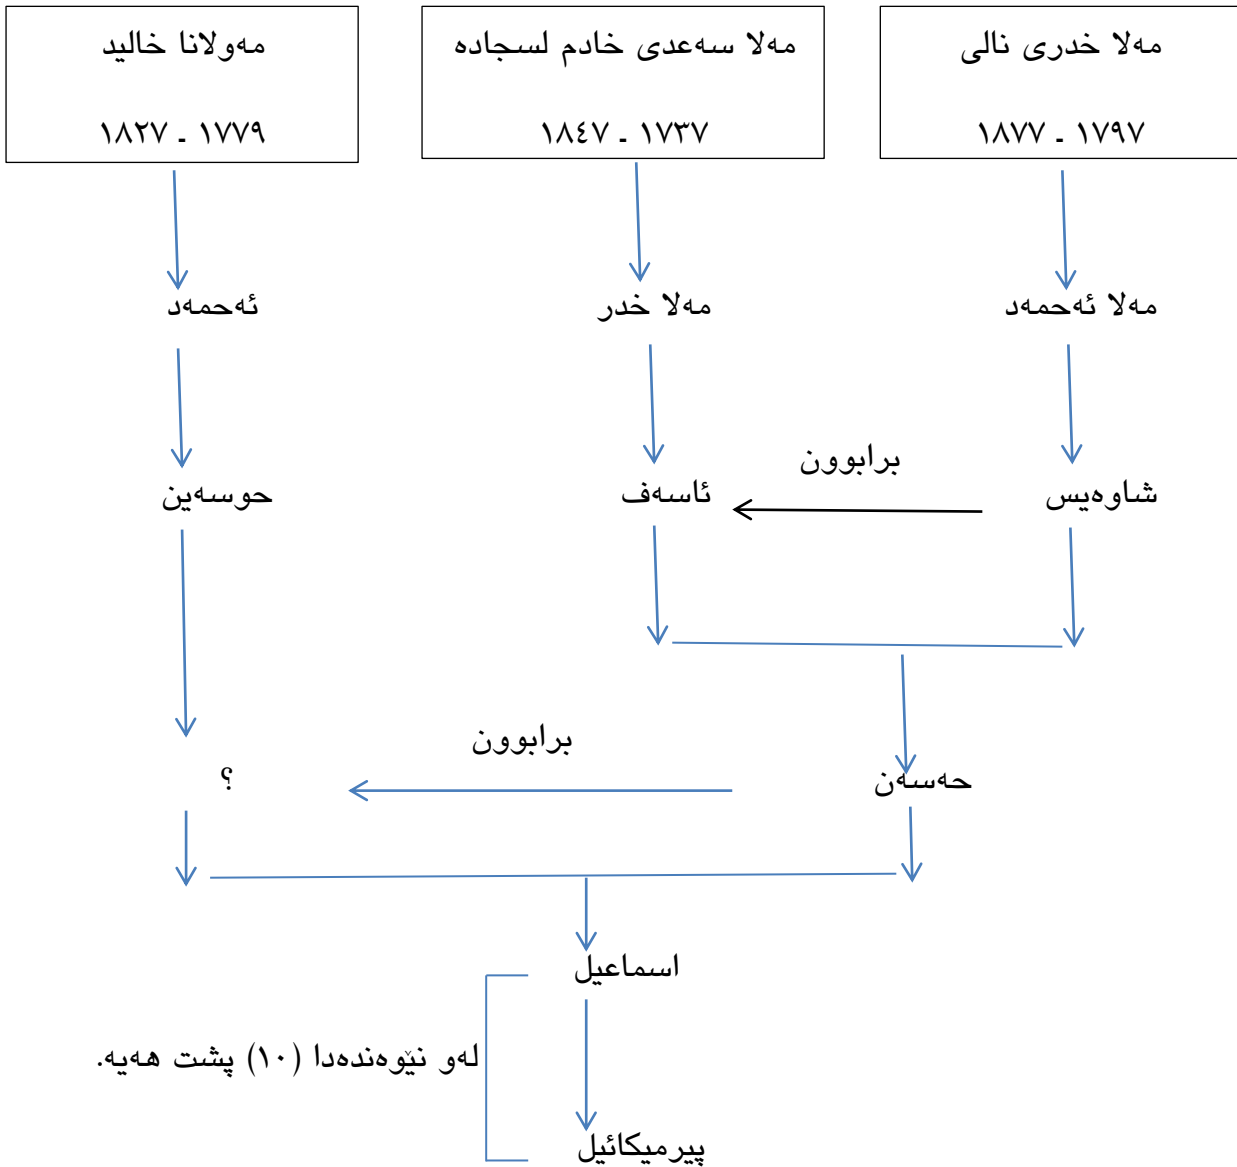 مەلا خدری نالی
١٧٩٧ - ١٨٧٧
مەلا سەعدی خادم لسجادە
١٧٣٧ - ١٨٤٧
مەولانا خالید
١٧٧٩ - ١٨٢٧
مەلا ئەحمەد
مەلا خدر
ئەحمەد
برابوون
شاوەیس
ئاسەف
حوسەین
برابوون
حەسەن
؟
اسماعیل
لەو نێوەندەدا (١٠) پشت هەیە.
پیرمیکائیل